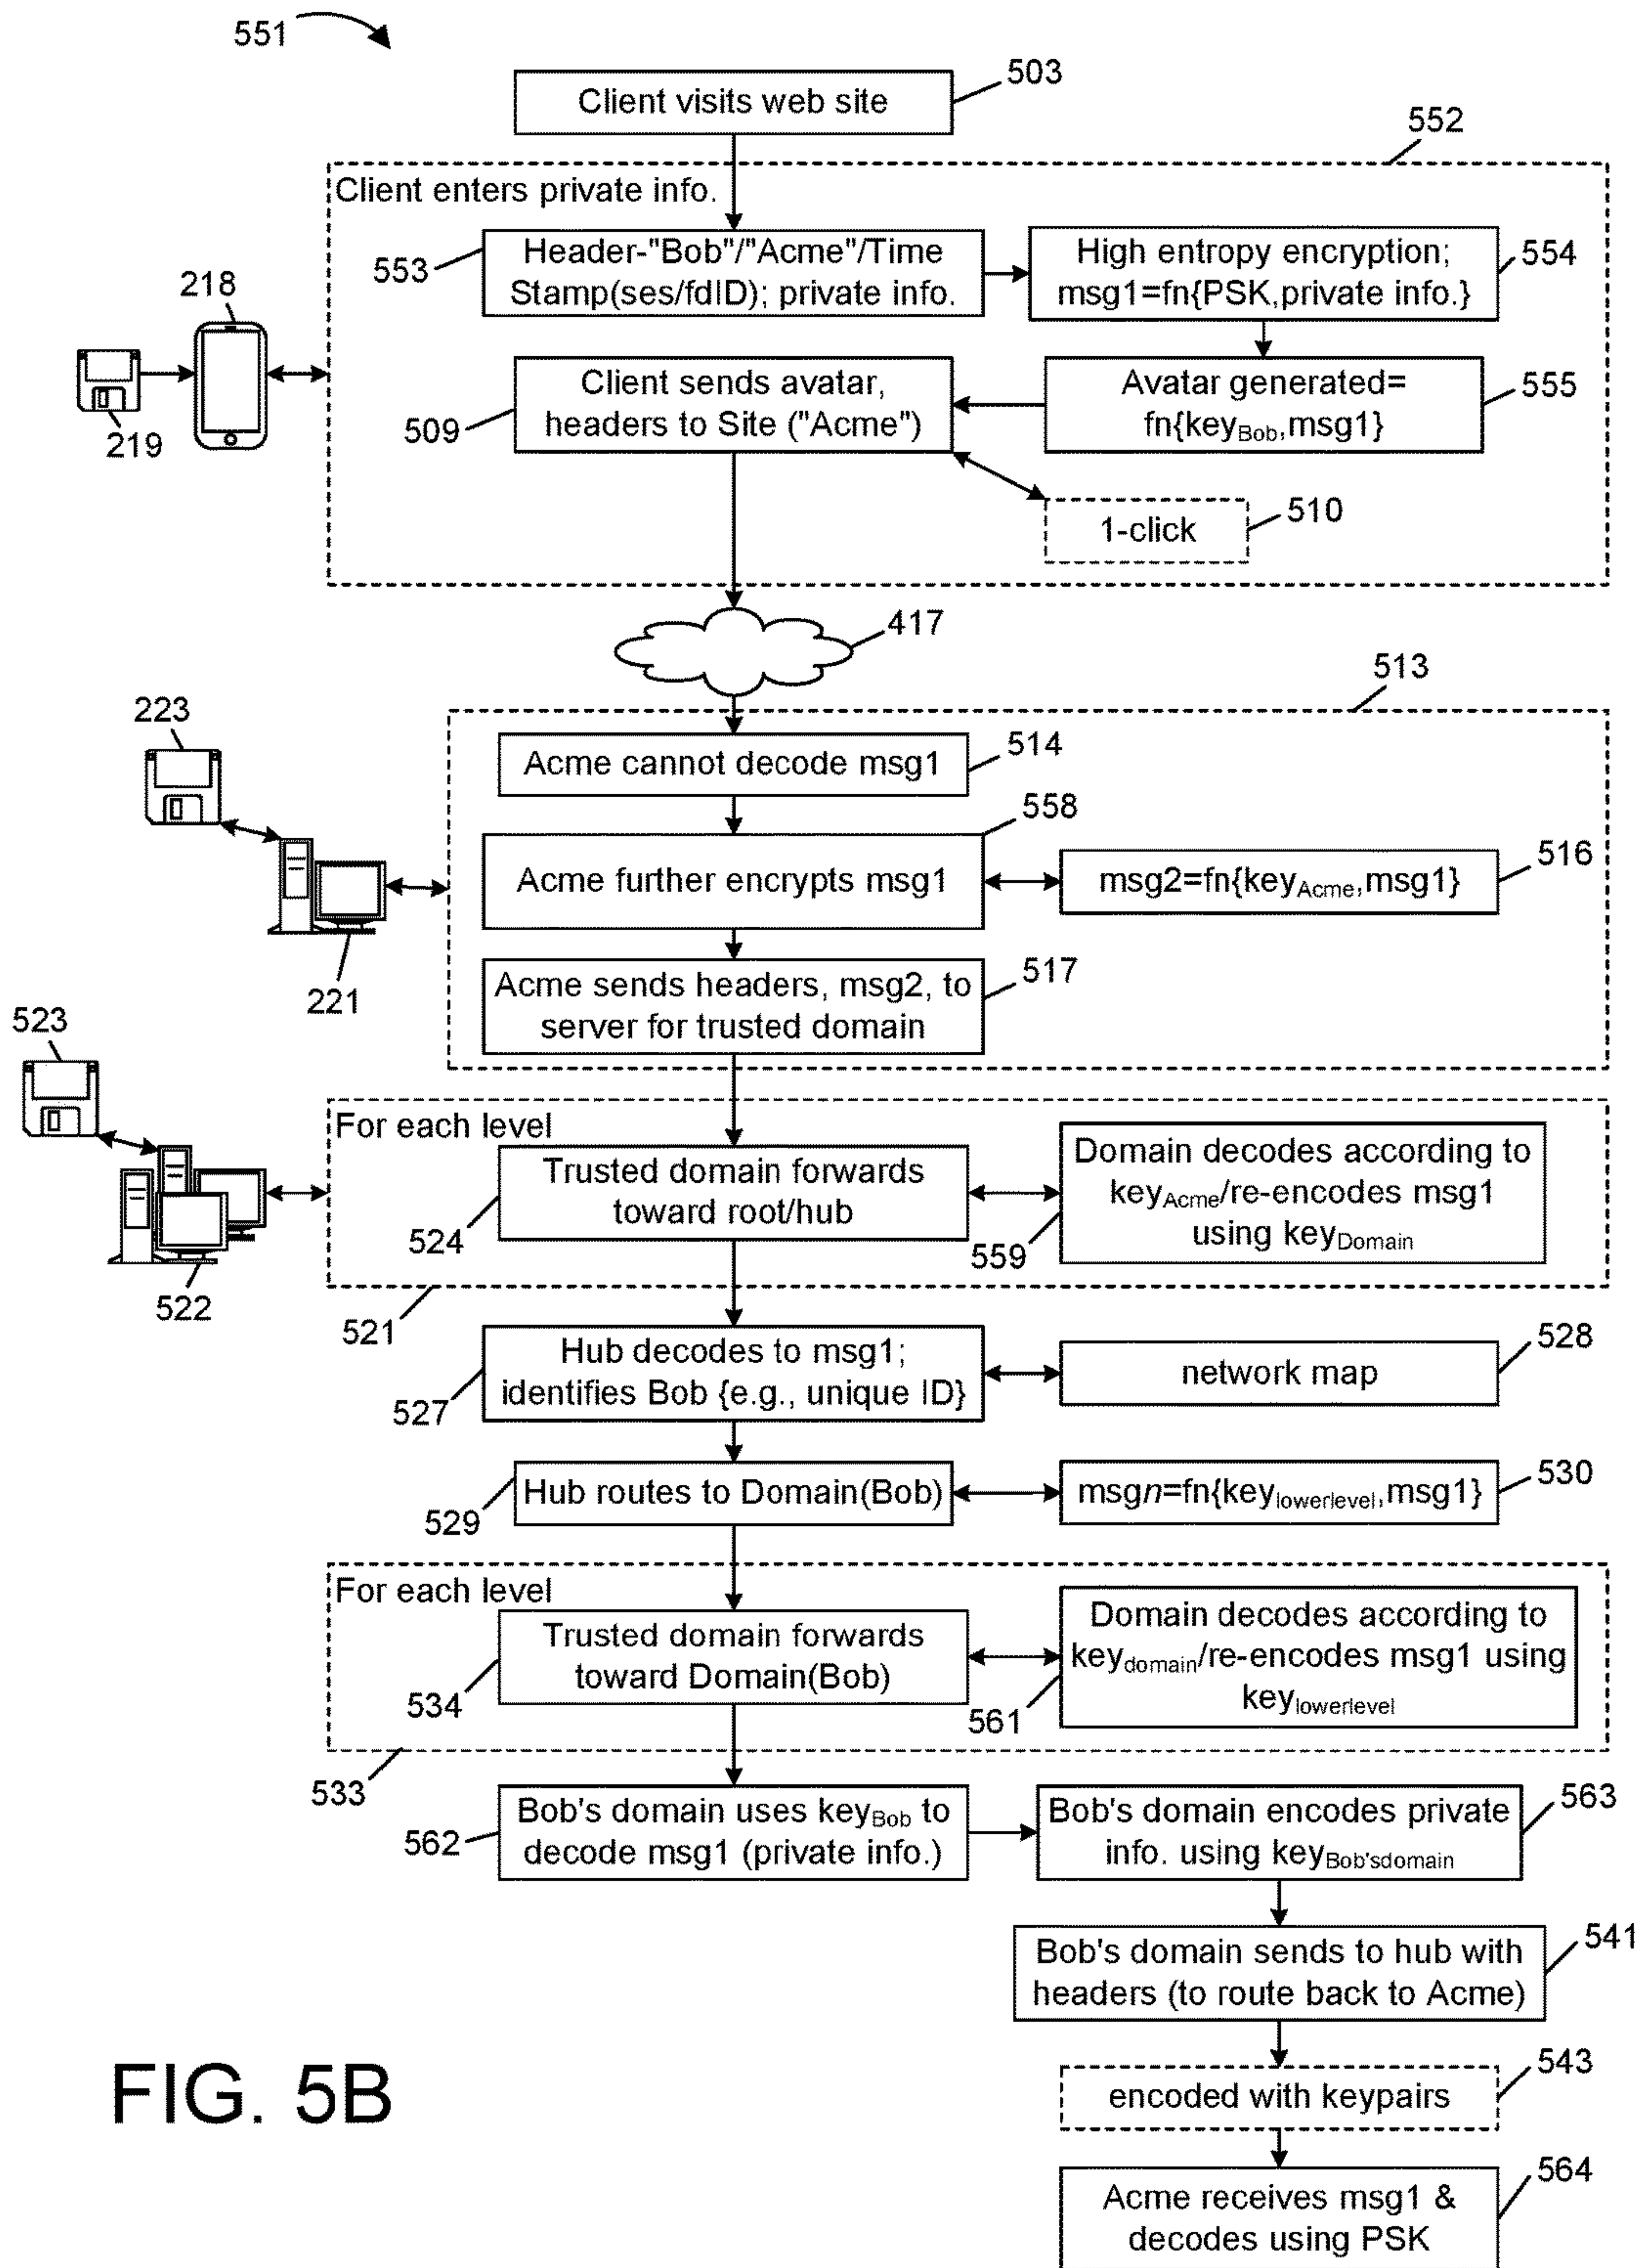 551
Client visits web site
503
552
Client enters private info.
553
Header-"Bob"/"Acme"/Time
Stamp(ses/fdID); private info.
High entropy encryption;
msg1=fn{PSK,private info.}
554
218
219
509
Client sends avatar,
headers to Site ("Acme")
Avatar generated=
fn{keyBob,msg1}
555
1-click
510
417
513
223
221
Acme cannot decode msg1
514
558
Acme further encrypts msg1
msg2=fn{keyAcme,msg1}
516
Acme sends headers, msg2, to
server for trusted domain
517
523
522
For each level
524
Trusted domain forwards
toward root/hub
Domain decodes according to
keyAcme/re-encodes msg1
using keyDomain
559
521
527
Hub decodes to msg1;
identifies Bob {e.g., unique ID}
network map
528
529
Hub routes to Domain(Bob)
msgn=fn{keylowerlevel,msg1}
530
For each level
534
Trusted domain forwards
toward Domain(Bob)
Domain decodes according to
keydomain/re-encodes msg1 using
keylowerlevel
561
533
562
Bob's domain uses keyBob to
decode msg1 (private info.)
Bob's domain encodes private
info. using keyBob'sdomain
563
Bob's domain sends to hub with
headers (to route back to Acme)
541
encoded with keypairs
543
Acme receives msg1 &
decodes using PSK
564
FIG. 5B